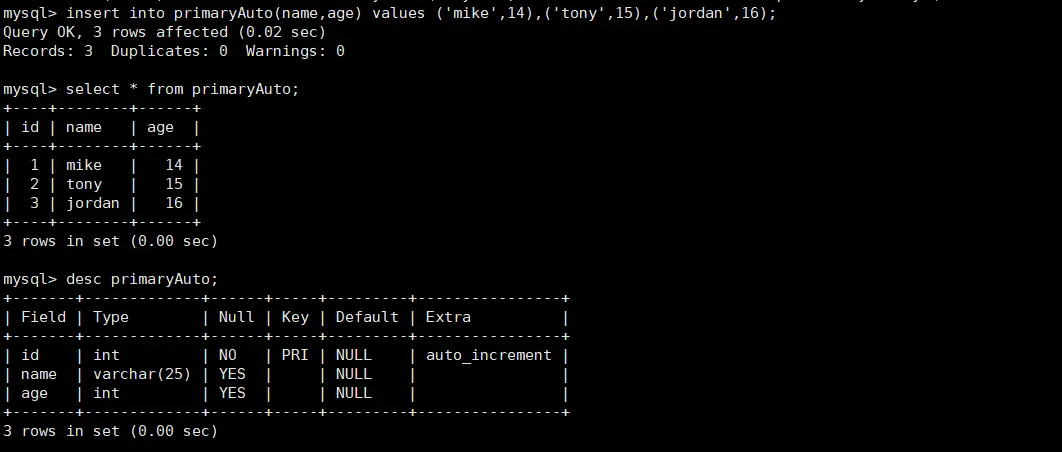 mysql> insert into primaryAuto(name,age) values ('mike',14),('tony',15),('jordan',16);
Query OK, 3 rows affected (0.02 sec)
Records: 3  Duplicates: 0  Warnings: 0

mysql> select * from primaryAuto;
+----+--------+------+
| id | name   | age  |
+----+--------+------+
|  1 | mike   |   14 |
|  2 | tony   |   15 |
|  3 | jordan |   16 |
+----+--------+------+
3 rows in set (0.00 sec)

mysql> desc primaryAuto;
+-------+-------------+------+-----+---------+----------------+
| Field | Type        | Null | Key | Default | Extra          |
+-------+-------------+------+-----+---------+----------------+
| id    | int         | NO   | PRI | NULL    | auto_increment |
| name  | varchar(25) | YES  |     | NULL    |                |
| age   | int         | YES  |     | NULL    |                |
+-------+-------------+------+-----+---------+----------------+
3 rows in set (0.00 sec)